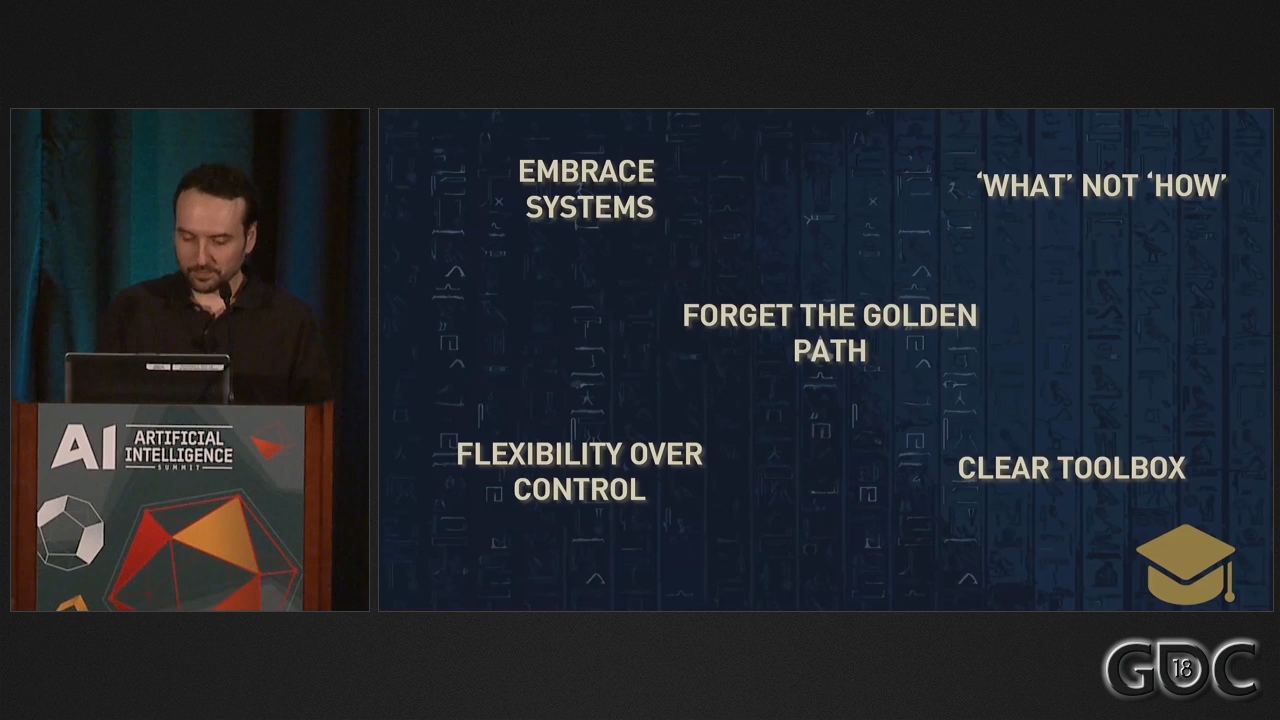 EMBRACE
SYSTEMS
‘WHAT’ NOT ‘HOW’
FORGET THE GOLDEN
PATH
FLEXIBILITY OVER
CONTROL
CLEAR TOOLBOX
AI
ARTIFICIAL
INTELLIGENCE
SUMMIT
GDC
18